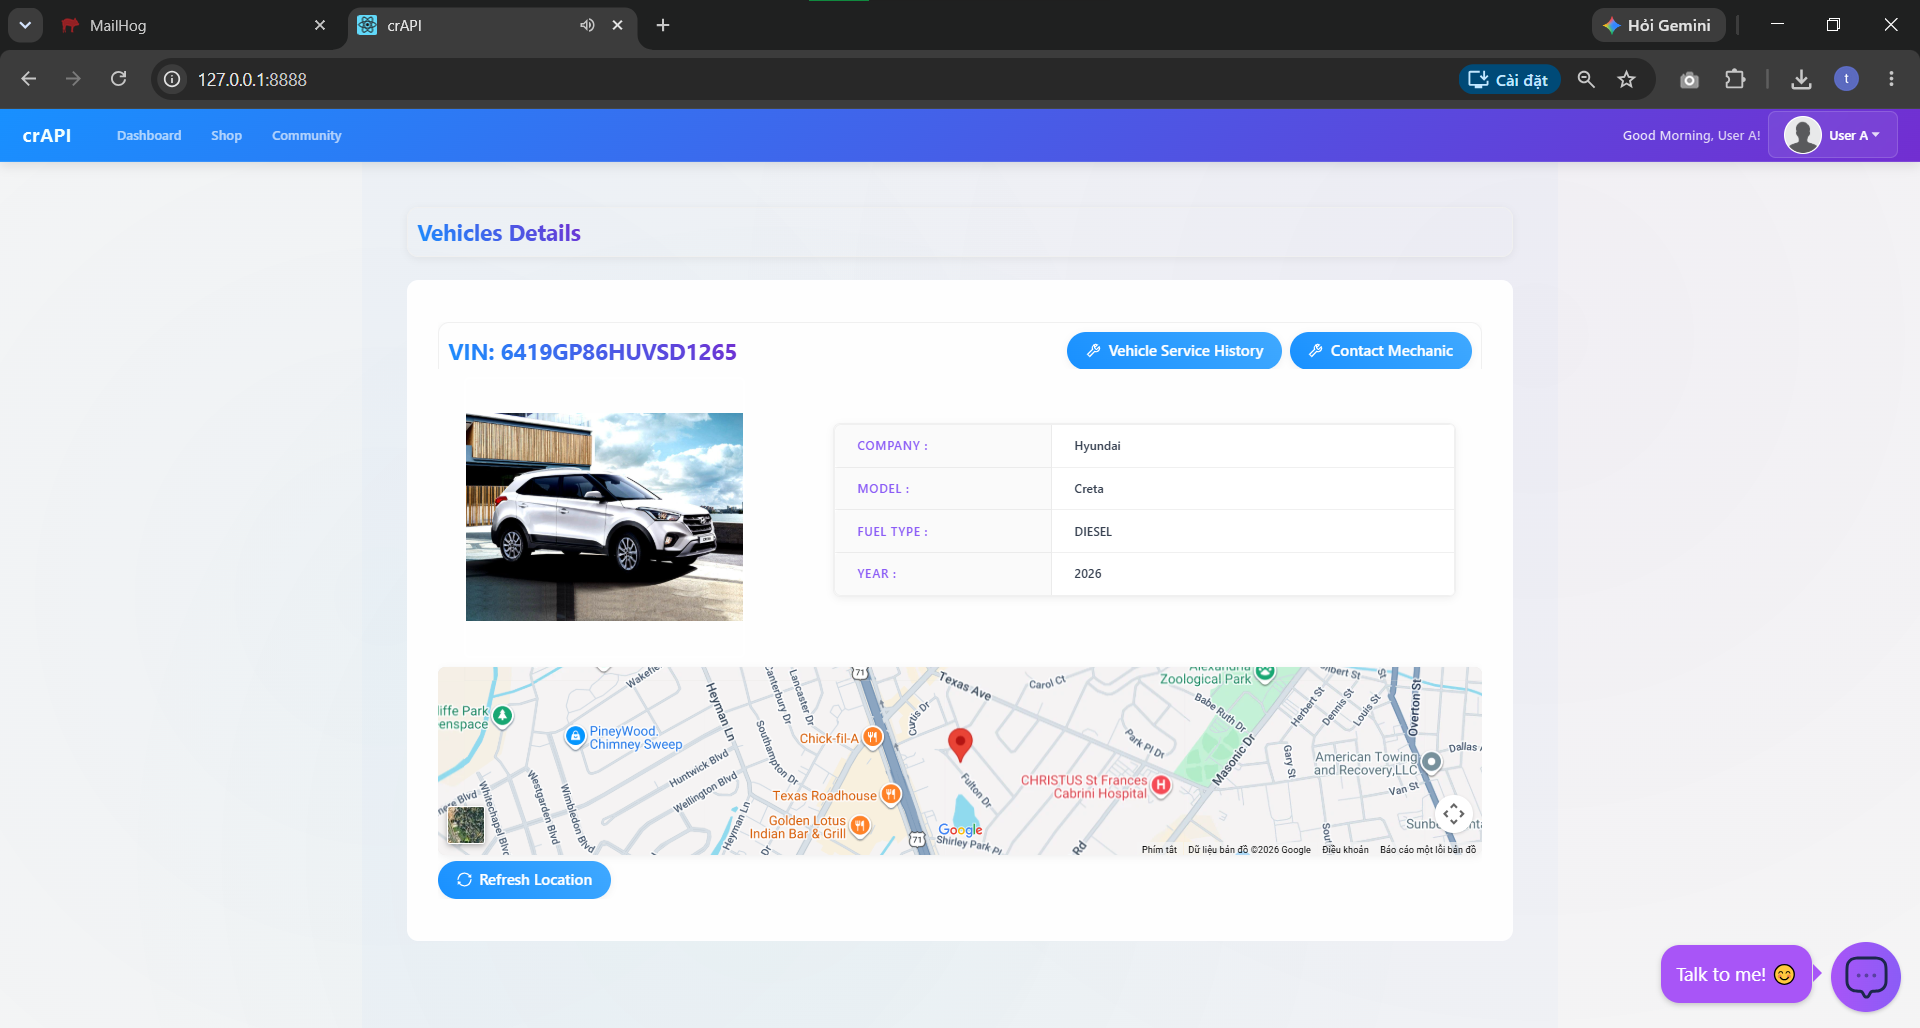 MailHog
crAPI
Hỏi Gemini
127.0.0.1:8888
Cài đặt
t
crAPI
Dashboard
Shop
Community
Good Morning, User A!
User A
Vehicles Details
VIN: 6419GP86HUVSD1265
Vehicle Service History
Contact Mechanic
COMPANY :
Hyundai
MODEL :
Creta
FUEL TYPE :
DIESEL
YEAR :
2026
Heyman Ln
Canterbury Dr
Lancaster Dr
71
Texas Ave
Carol Ct
Alexandria
Zoological Park
Babe Ruth Dr
Herbert St
Dennis St
Louis St
Overton St
PineyWood.
Chimney Sweep
Southampton Dr
Chick-fil-A
Curtis Dr
Park Pl Dr
Masonic Dr
Gary St
American Towing
and Recovery,LLC
Dallas
Huntwick Blvd
Wellington Blvd
Texas Roadhouse
Fulton Dr
CHRISTUS St Frances
Cabrini Hospital
H
Van St
Whitechapel Blvd
Westgarden Blvd
Wimbledon Blvd
Heyman Ln
Golden Lotus
Indian Bar & Grill
71
Google
Shirley Park Pl
Rd
Phím tắt
Dữ liệu bản đồ ©2026 Google
Điều khoản
Báo cáo một lỗi bản đồ
Refresh Location
Talk to me! 😊